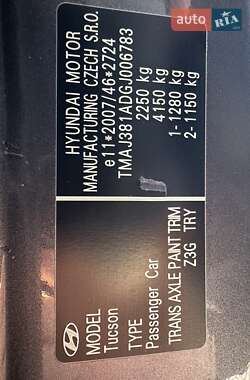 AUTO RIA
HYUNDAI MOTOR
MANUFACTURING CZECH S.R.O.
e11*2007/46*2724
TMAJ381ADGJ006783
2250 kg
4150 kg
1-1280 kg
2-1150 kg
MODEL
Tucson
TYPE
Passenger Car
TRANS AXLE PAINT TRIM
Z3G TRY